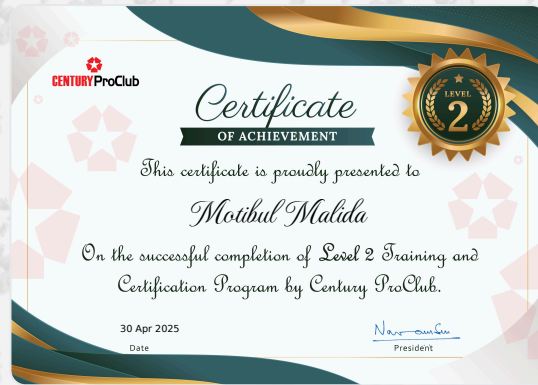 CENTURY ProClub
Certificate
OF ACHIEVEMENT
LEVEL
2
This certificate is proudly presented to
Motibul Malida
On the successful completion of Level 2 Training and
Certification Program by Century ProClub.
30 Apr 2025
Date
President